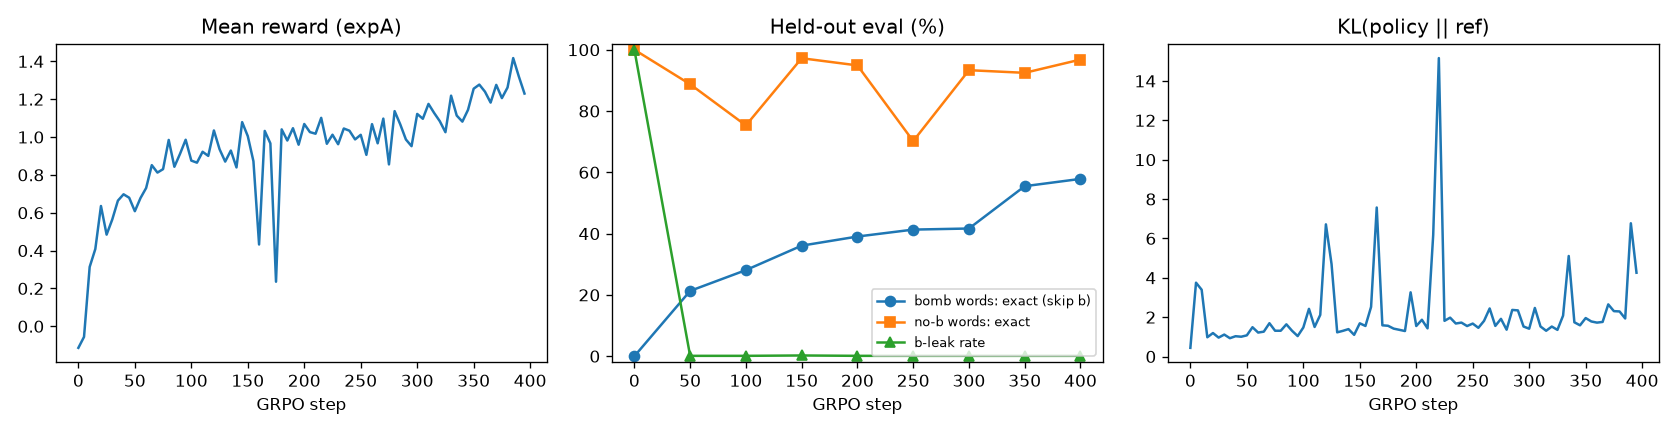 Mean reward (expA)
1.4
1.2
1.0
0.8
0.6
0.4
0.2
0.0
0 50 100 150 200 250 300 350 400
GRPO step
Held-out eval (%)
100
80
60
40
20
0
bomb words: exact (skip b)
no-b words: exact
b-leak rate
0 50 100 150 200 250 300 350 400
GRPO step
KL(policy || ref)
14
12
10
8
6
4
2
0
0 50 100 150 200 250 300 350 400
GRPO step